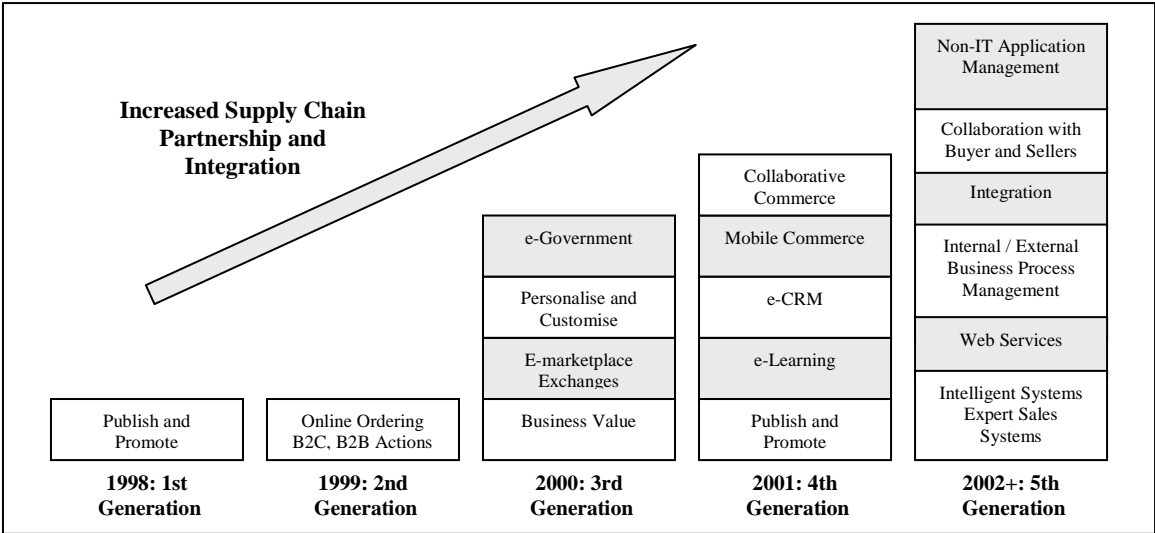 Increased Supply Chain
Partnership and
Integration
Publish and
Promote
1998: 1st
Generation
Online Ordering
B2C, B2B Actions
1999: 2nd
Generation
e-Government
Personalise and
Customise
E-marketplace
Exchanges
Business Value
2000: 3rd
Generation
Collaborative
Commerce
Mobile Commerce
e-CRM
e-Learning
Publish and
Promote
2001: 4th
Generation
Non-IT Application
Management
Collaboration with
Buyer and Sellers
Integration
Internal / External
Business Process
Management
Web Services
Intelligent Systems
Expert Sales
Systems
2002+: 5th
Generation